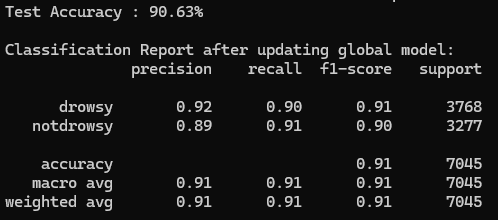 Test Accuracy : 90.63%
Classification Report after updating global model:
precision recall f1-score support
drowsy 0.92 0.90 0.91 3768
notdrowsy 0.89 0.91 0.90 3277
accuracy 0.91 7045
macro avg 0.91 0.91 0.91 7045
weighted avg 0.91 0.91 0.91 7045